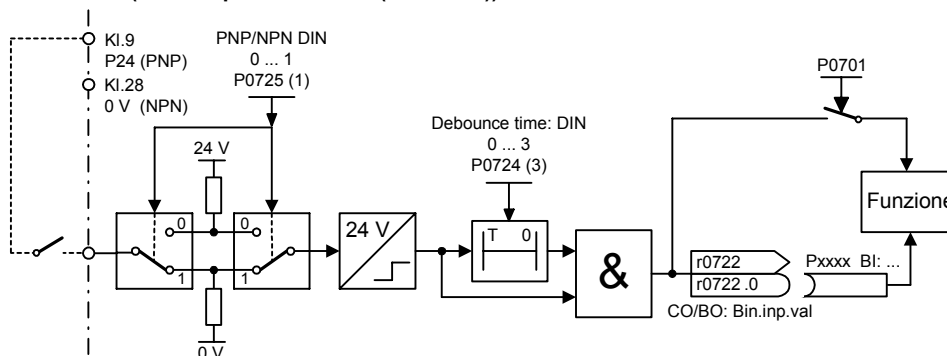 Kl.9
P24 (PNP)
Kl.28
0 V (NPN)
PNP/NPN DIN
0 ... 1
P0725 (1)
P0701
Debounce time: DIN
0 ... 3
P0724 (3)
24 V
0
0
1
1
0 V
24 V
T 0
&
Funzione
r0722
r0722 .0
Pxxxx BI: ...
CO/BO: Bin.inp.val